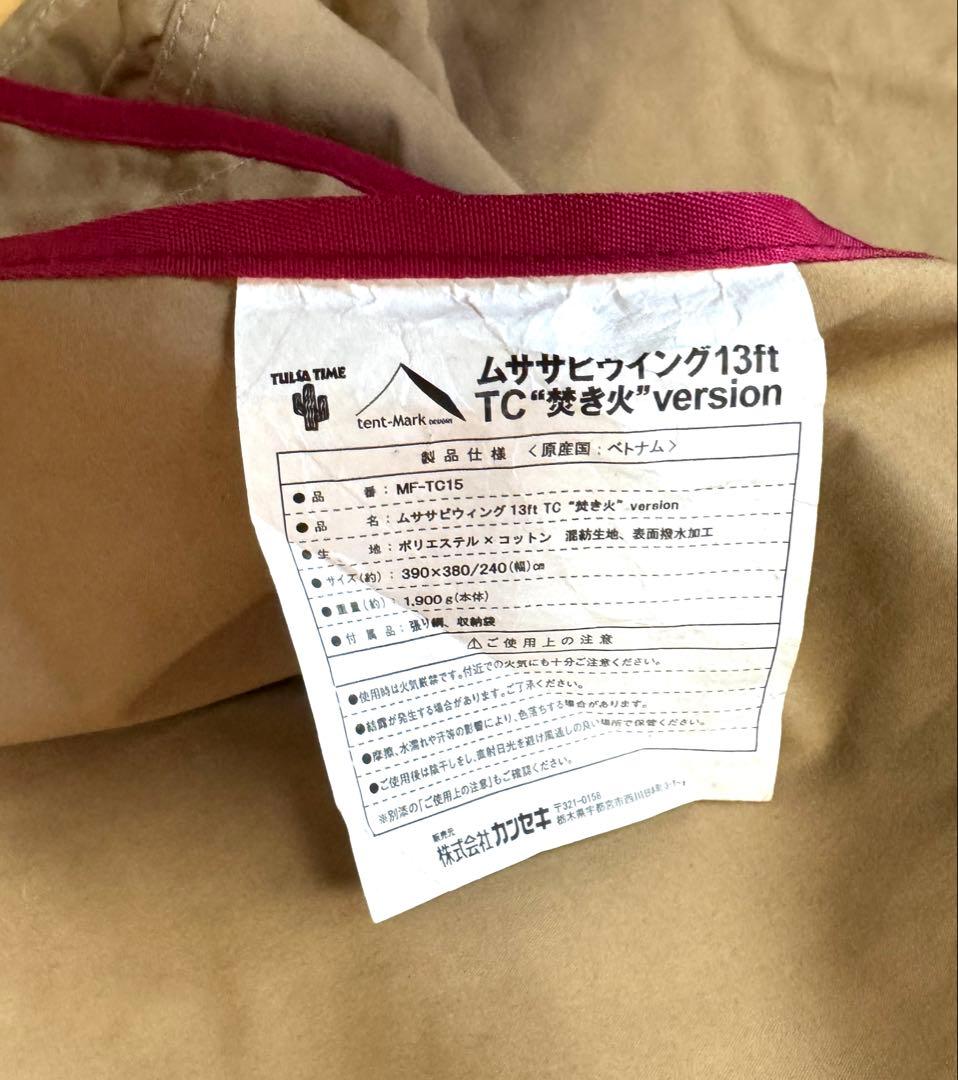 TULSA TIME
tent-Mark DESIGNS
ムササビウイング13ft
TC“焚き火”version
製品仕様 〈原産国:ベトナム〉
●品番:MF-TC15
●品名:ムササビウィング 13ft TC “焚き火” version
●生地:ポリエステル×コットン 混紡生地、表面撥水加工
●サイズ(約):390×380/240(幅)cm
●重量(約):1,900g(本体)
●付属品:張り綱、収納袋
⚠ご使用上の注意
●使用時は火気厳禁です。付近での火気にも十分ご注意ください。
●結露が発生する場合があります。ご了承ください。
●摩擦、水濡れや汗等の影響により、色落ちする場合があります。
●ご使用後は陰干しをし、直射日光を避け風通しの良い場所で保管ください。
※別添の「ご使用上の注意」もご確認ください。
販売元
株式会社カンセキ
〒321-0158
栃木県宇都宮市西川田